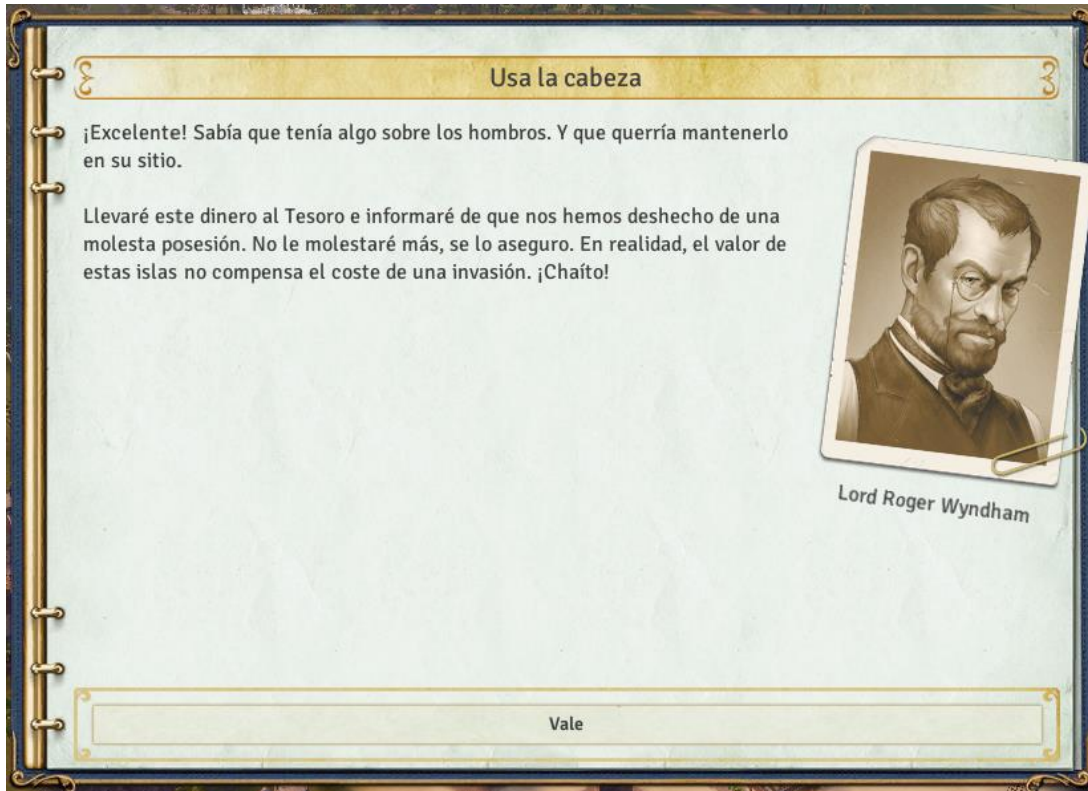 Usa la cabeza
¡Excelente! Sabía que tenía algo sobre los hombros. Y que querría mantenerlo
en su sitio.
Llevaré este dinero al Tesoro e informaré de que nos hemos deshecho de una
molesta posesión. No le molestaré más, se lo aseguro. En realidad, el valor de
estas islas no compensa el coste de una invasión. ¡Chaíto!
Lord Roger Wyndham
Vale